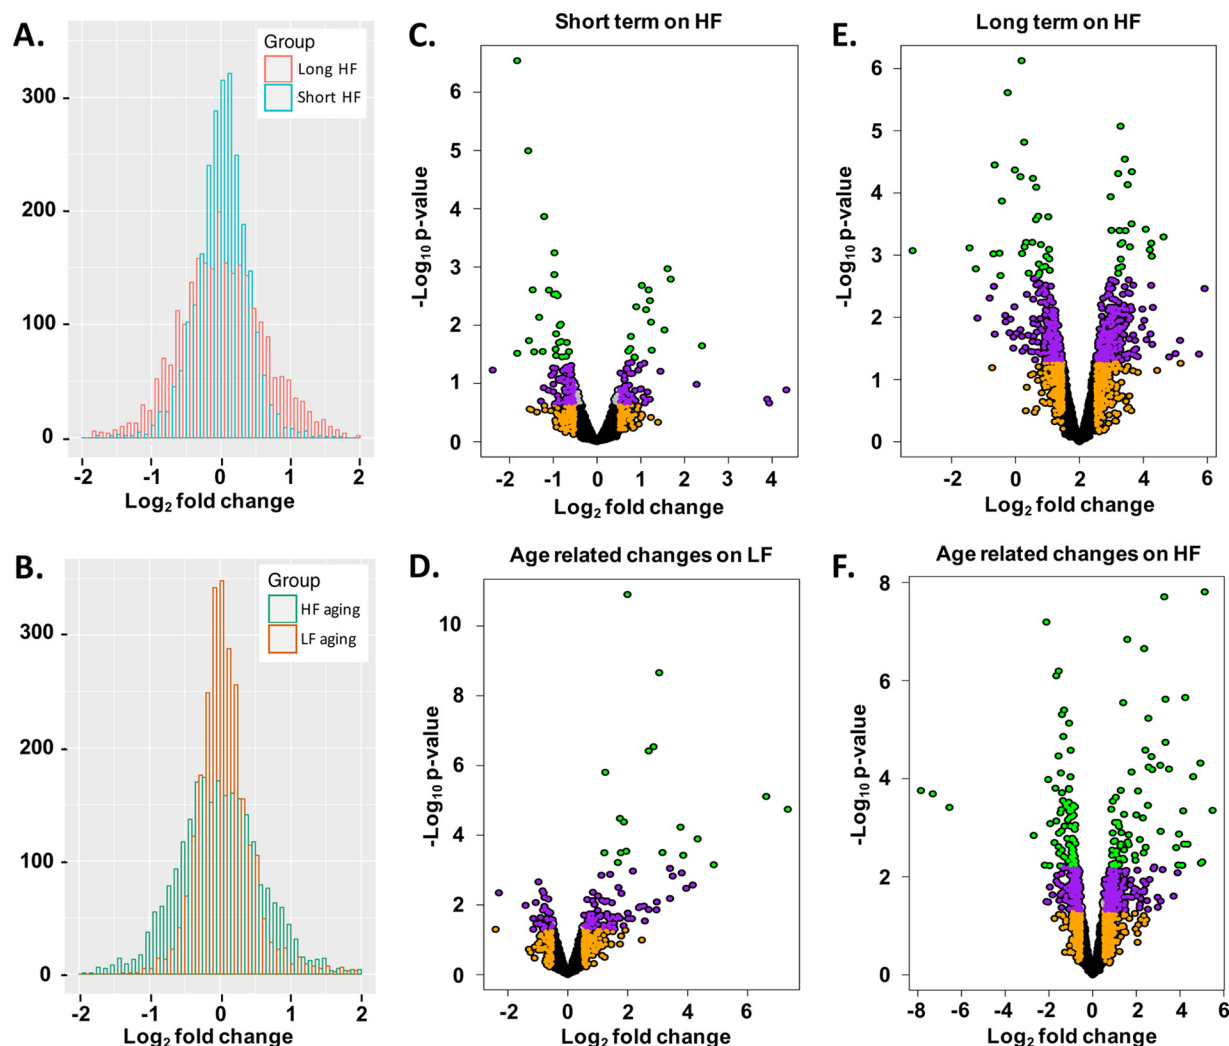 A.
Group
Long HF
Short HF
300
200
100
0
-2 -1 0 1 2
Log2 fold change
B.
Group
HF aging
LF aging
300
200
100
0
-2 -1 0 1 2
Log2 fold change
C.
Short term on HF
-Log10 p-value
6
5
4
3
2
1
0
-2 -1 0 1 2 3 4
Log2 fold change
D.
Age related changes on LF
-Log10 p-value
10
8
6
4
2
0
-2 0 2 4 6
Log2 fold change
E.
Long term on HF
-Log10 p-value
6
5
4
3
2
1
0
-2 0 2 4 6
Log2 fold change
F.
Age related changes on HF
-Log10 p-value
8
6
4
2
0
-8 -6 -4 -2 0 2 4 6
Log2 fold change